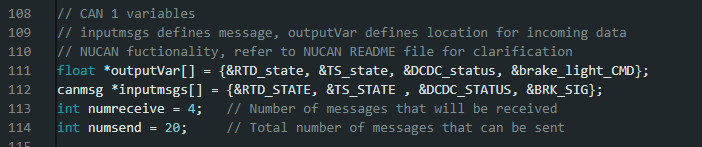 108 // CAN 1 variables
109 // inputmsgs defines message, outputVar defines location for incoming data
110 // NUCAN fuctionality, refer to NUCAN README file for clarification
111 float *outputVar[] = {&RTD_state, &TS_state, &DCDC_status, &brake_light_CMD};
112 canmsg *inputmsgs[] = {&RTD_STATE, &TS_STATE , &DCDC_STATUS, &BRK_SIG};
113 int numreceive = 4;   // Number of messages that will be received
114 int numsend = 20;     // Total number of messages that can be sent
115